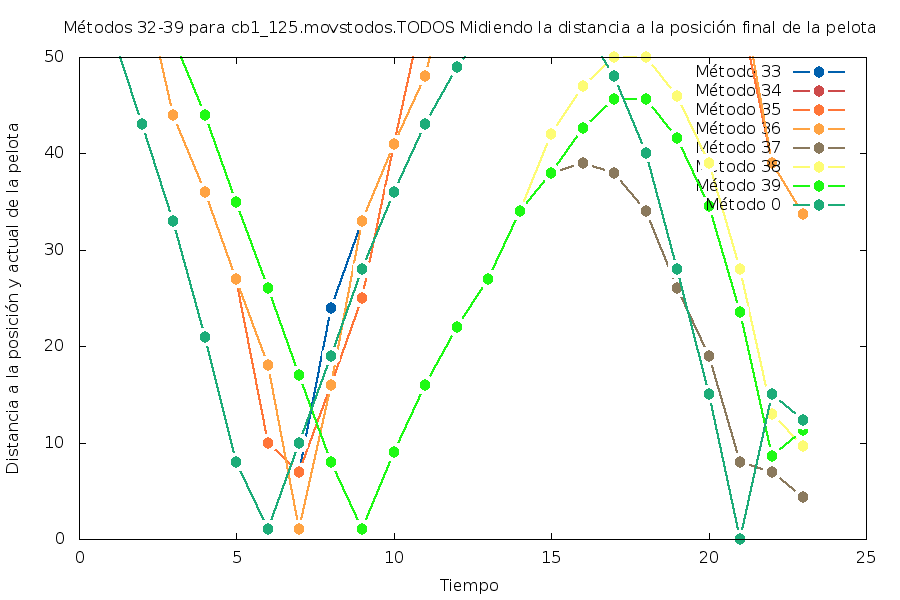 Métodos 32-39 para cb1_125.movstodos.TODOS Midiendo la distancia a la posición final de la pelota
Distancia a la posición y actual de la pelota
50
40
30
20
10
0
Método 33
Método 34
Método 35
Método 36
Método 37
Método 38
Método 39
Método 0
0
5
10
15
20
25
Tiempo